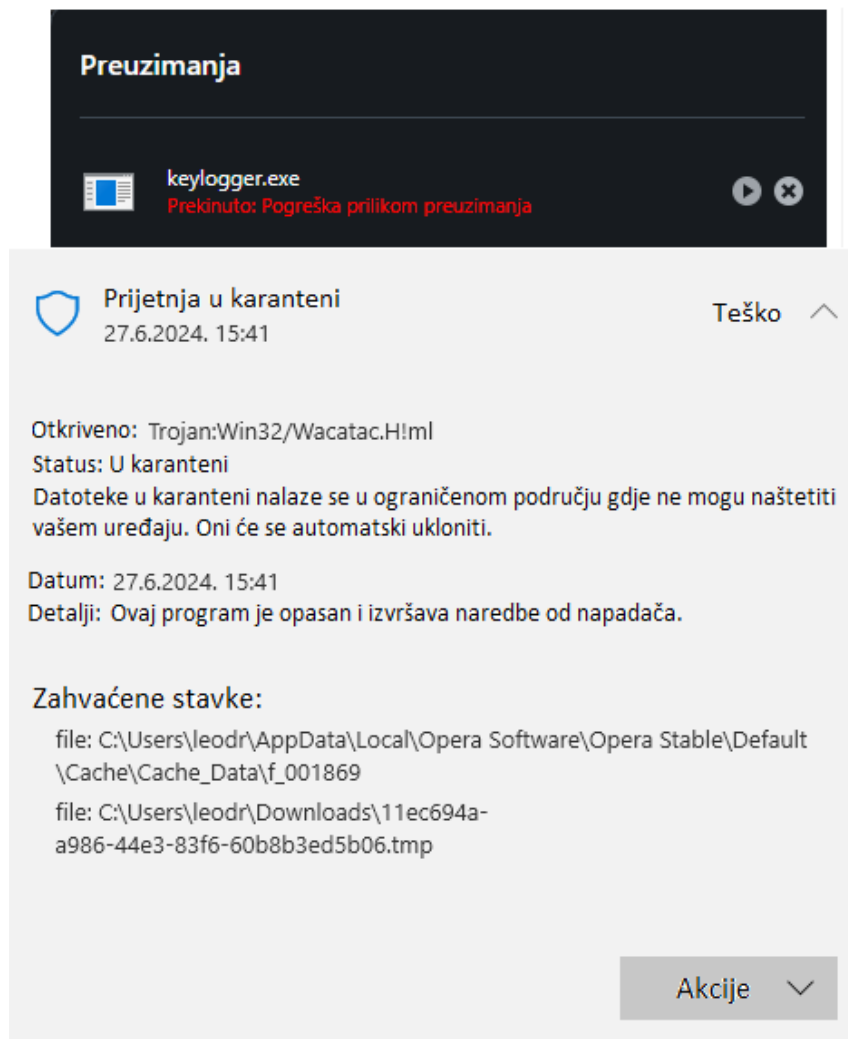 Preuzimanja
keylogger.exe
Prekinuto: Pogreška prilikom preuzimanja
Prijetnja u karanteni
27.6.2024. 15:41
Teško
Otkriveno: Trojan:Win32/Wacatac.H!ml
Status: U karanteni
Datoteke u karanteni nalaze se u ograničenom području gdje ne mogu naštetiti
vašem uređaju. Oni će se automatski ukloniti.
Datum: 27.6.2024. 15:41
Detalji: Ovaj program je opasan i izvršava naredbe od napadača.
Zahvaćene stavke:
file: C:\Users\leodr\AppData\Local\Opera Software\Opera Stable\Default
\Cache\Cache_Data\f_001869
file: C:\Users\leodr\Downloads\11ec694a-
a986-44e3-83f6-60b8b3ed5b06.tmp
Akcije